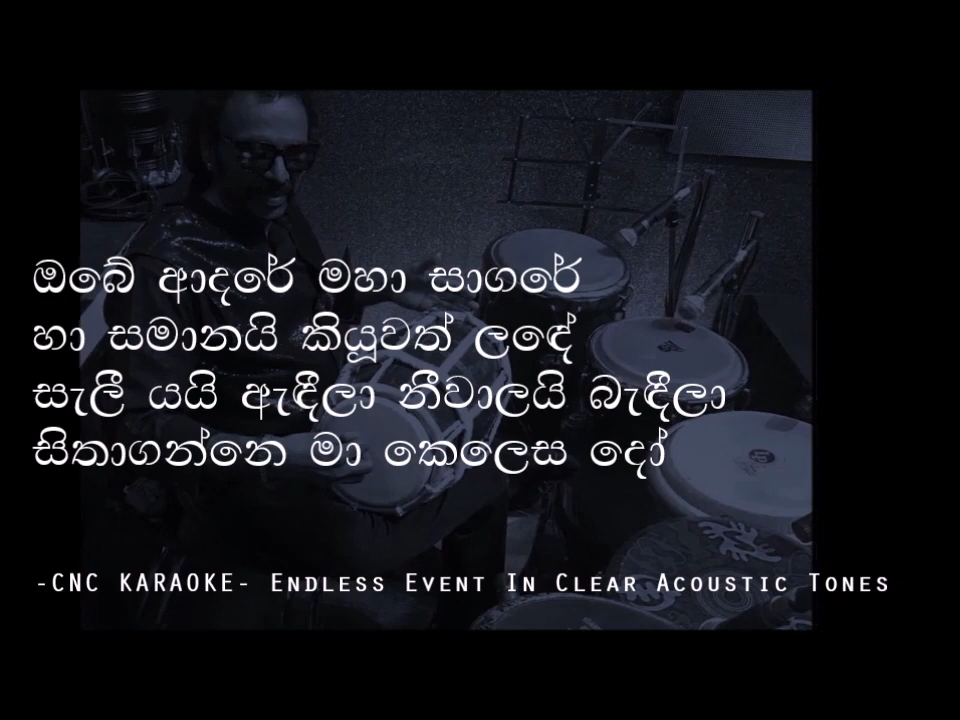 ඔබේ ආදරේ මහා සාගරේ
හා සමානයි කියූවත් ලඳේ
සැලී යයි ඇඳීලා නීවාලයි බැඳීලා
සිතාගන්නෙ මා කෙලෙස දෝ
-CNC KARAOKE- ENDLESS EVENT IN CLEAR ACOUSTIC TONES